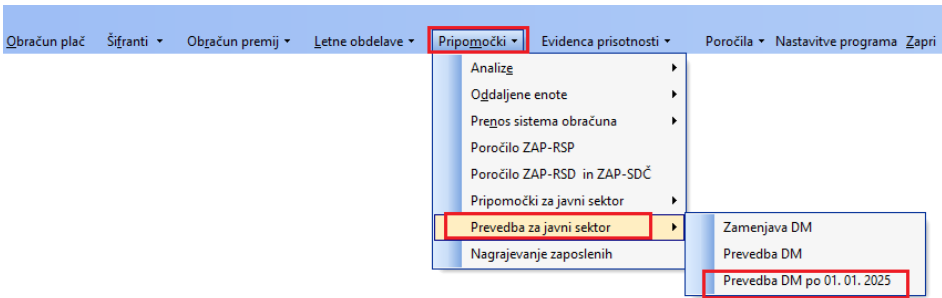 Obračun plač Šifranti Obračun premij Letne obdelave Pripomočki Evidenca prisotnosti Poročila Nastavitve programa Zapri
Analize
Oddaljene enote
Prenos sistema obračuna
Poročilo ZAP-RSP
Poročilo ZAP-RSD in ZAP-SDČ
Pripomočki za javni sektor
Prevedba za javni sektor
Nagrajevanje zaposlenih
Zamenjava DM
Prevedba DM
Prevedba DM po 01. 01. 2025